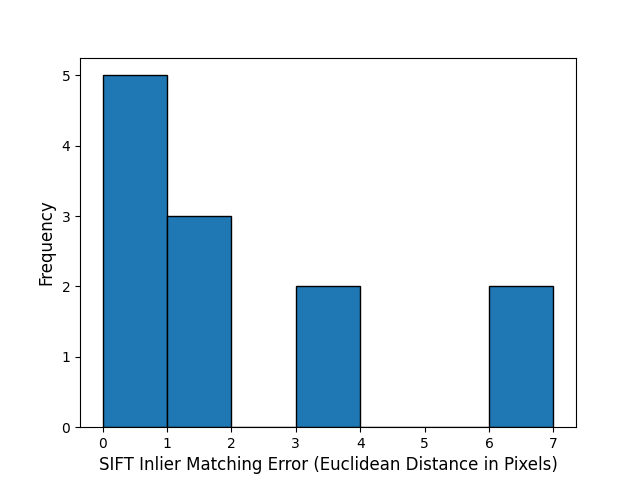 5
4
3
2
1
0
Frequency
0 1 2 3 4 5 6 7
SIFT Inlier Matching Error (Euclidean Distance in Pixels)